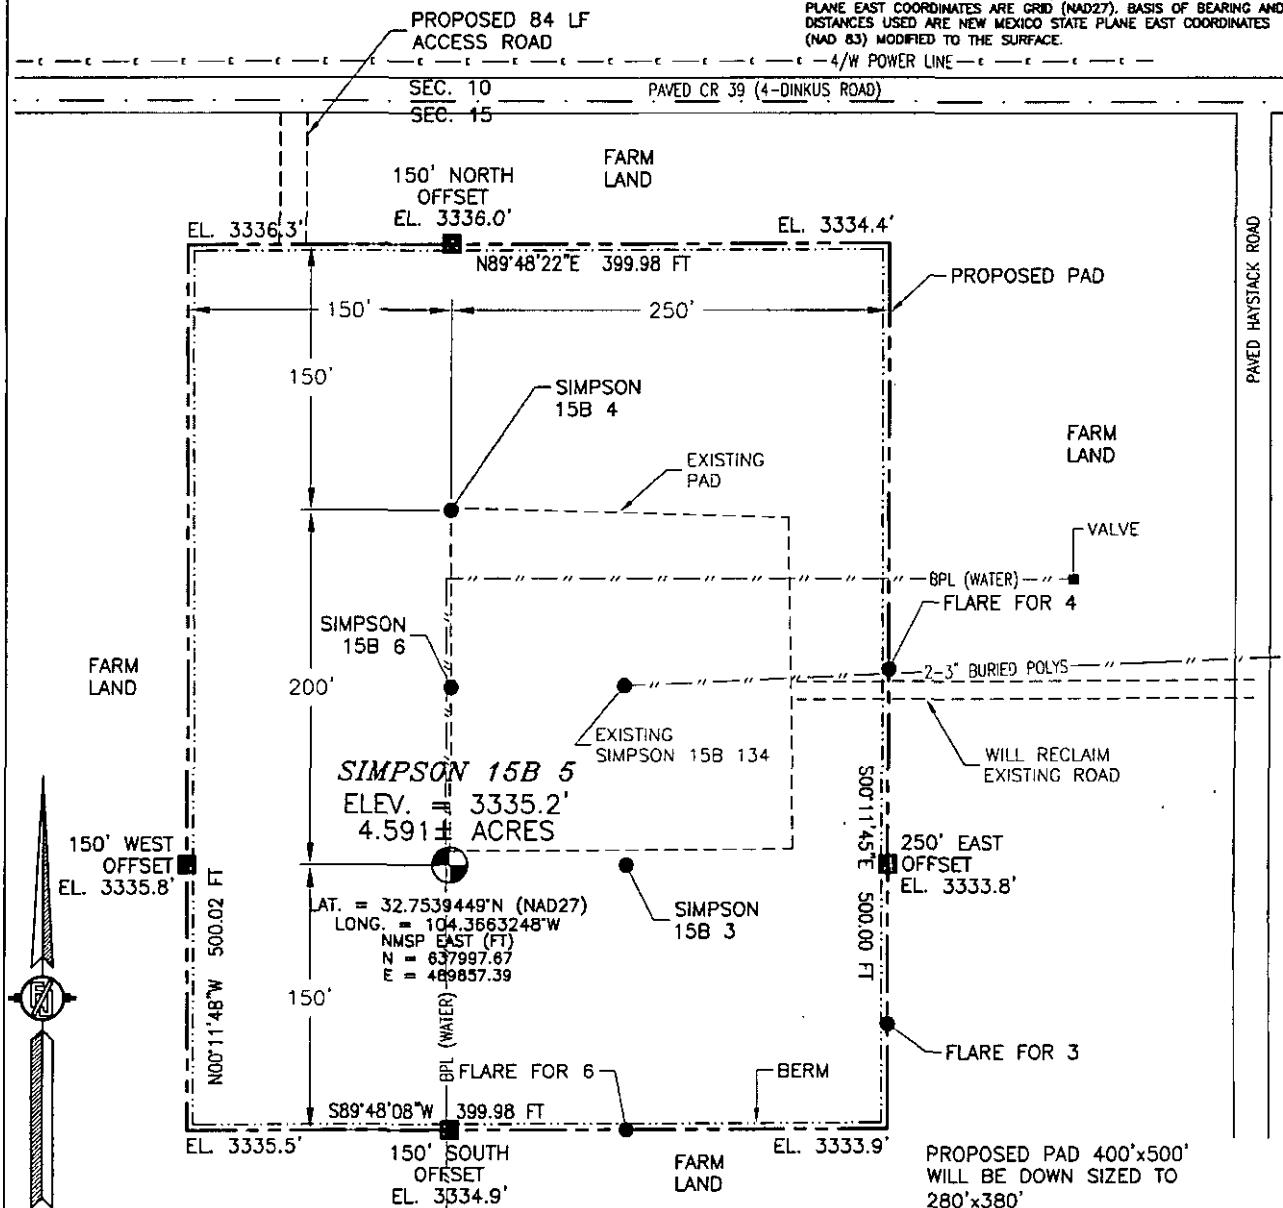 PLANE EAST COORDINATES ARE GRID (NAD27). BASIS OF BEARING AND
DISTANCES USED ARE NEW MEXICO STATE PLANE EAST COORDINATES
(NAD 83) MODIFIED TO THE SURFACE.
PROPOSED 84 LF
ACCESS ROAD
4/W POWER LINE
SEC. 10
PAVED CR 39 (4-DINKUS ROAD)
SEC. 15
FARM
LAND
150' NORTH
OFFSET
EL. 3336.0'
EL. 3336.3'
EL. 3334.4'
N89°48'22"E 399.98 FT
PROPOSED PAD
PAVED HAYSTACK ROAD
150'
250'
150'
SIMPSON
15B 4
FARM
LAND
EXISTING
PAD
VALVE
BPL (WATER)
FLARE FOR 4
SIMPSON
15B 6
FARM
LAND
200'
2-3" BURIED POLYS
EXISTING
SIMPSON 15B 134
WILL RECLAIM
EXISTING ROAD
SIMPSON 15B 5
ELEV. = 3335.2'
4.591± ACRES
S00°11'45"E 500.00 FT
150' WEST
OFFSET
EL. 3335.8'
250' EAST
OFFSET
EL. 3333.8'
N00°11'48"W 500.02 FT
LAT. = 32.7539449°N (NAD27)
LONG. = 104.3663248°W
NMSP EAST (FT)
N = 637997.67
E = 489857.39
SIMPSON
15B 3
150'
BPL (WATER)
FLARE FOR 3
FLARE FOR 6
BERM
S89°48'08"W 399.98 FT
EL. 3335.5'
EL. 3333.9'
150' SOUTH
OFFSET
EL. 3334.9'
FARM
LAND
PROPOSED PAD 400'x500'
WILL BE DOWN SIZED TO
280'x380'